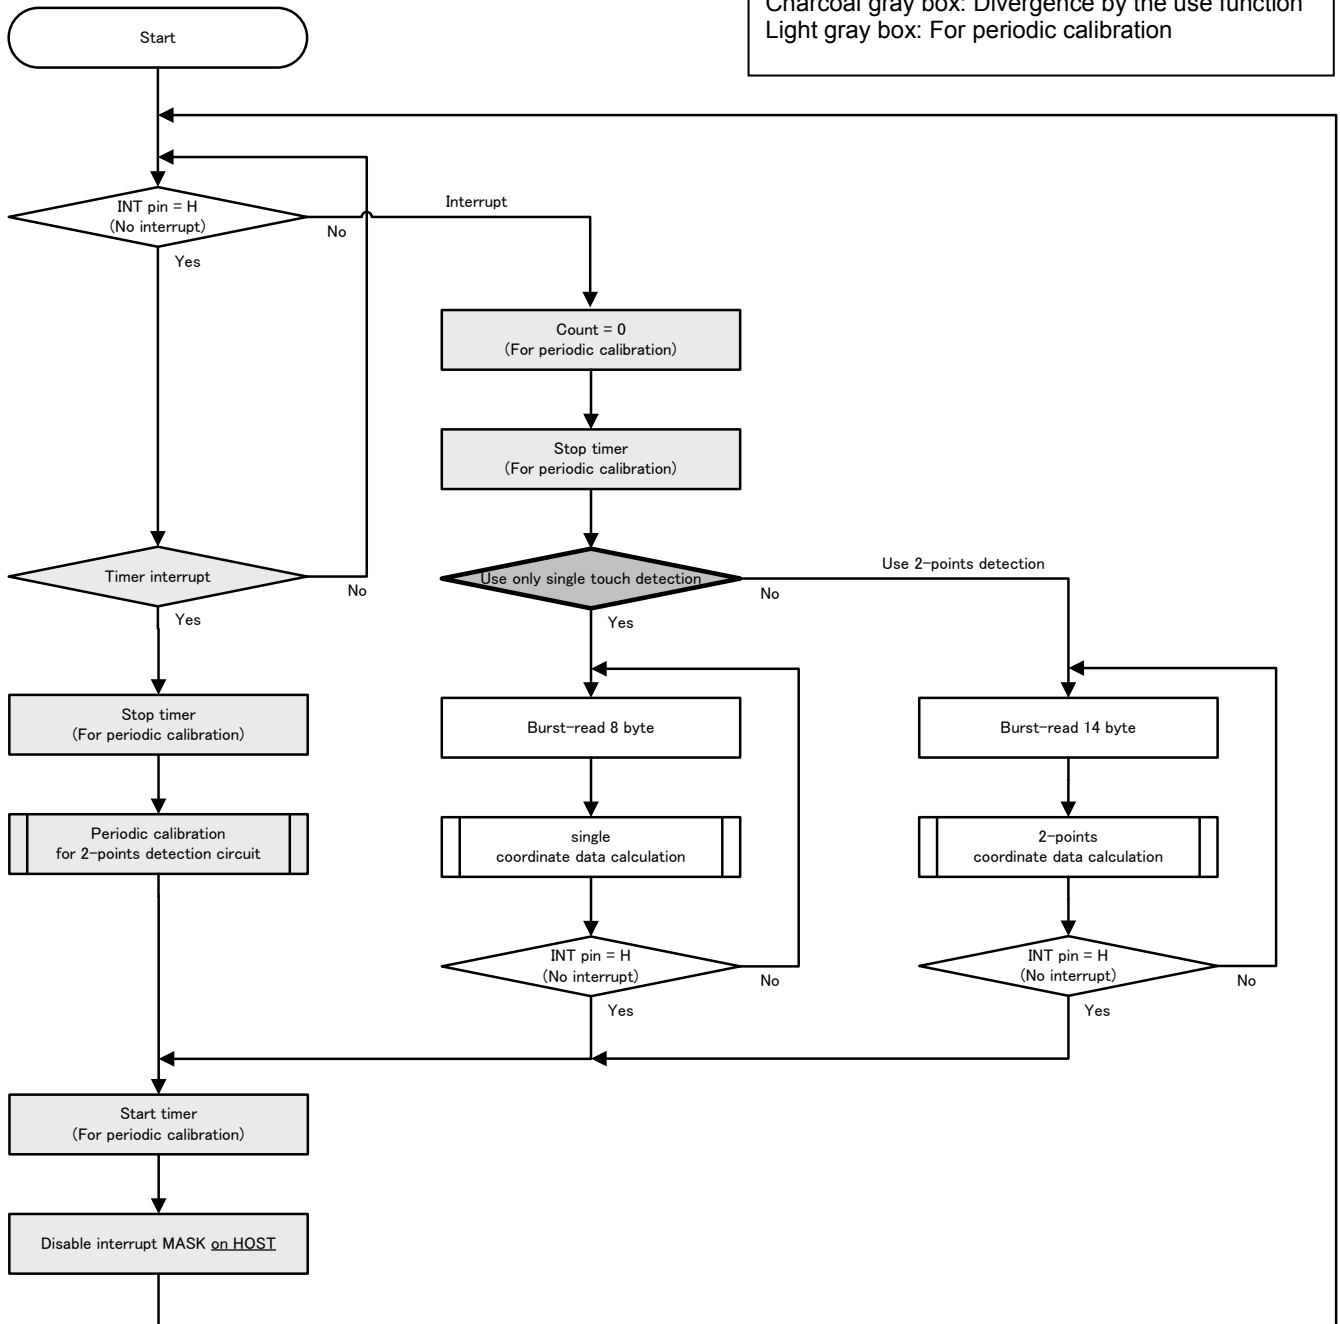 Charcoal gray box: Divergence by the use function
Light gray box: For periodic calibration
Start
INT pin = H
(No interrupt)
Interrupt
No
Yes
Count = 0
(For periodic calibration)
Stop timer
(For periodic calibration)
Timer interrupt
No
Yes
Use only single touch detection
Use 2-points detection
No
Yes
Stop timer
(For periodic calibration)
Burst-read 8 byte
Burst-read 14 byte
Periodic calibration
for 2-points detection circuit
single
coordinate data calculation
2-points
coordinate data calculation
INT pin = H
(No interrupt)
No
Yes
INT pin = H
(No interrupt)
No
Yes
Start timer
(For periodic calibration)
Disable interrupt MASK on HOST